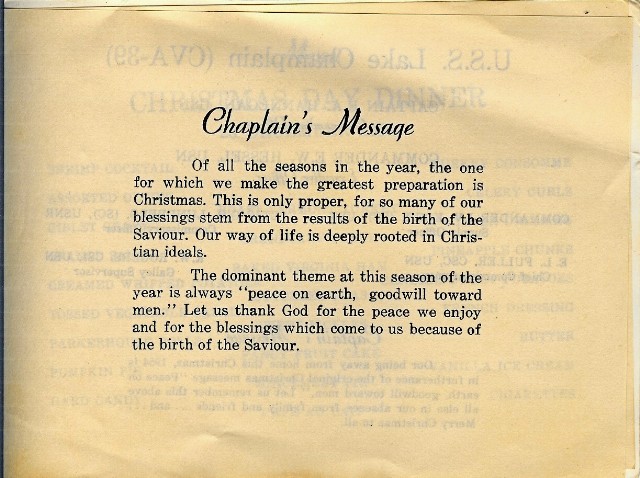 Chaplain's Message
Of all the seasons in the year, the one
for which we make the greatest preparation is
Christmas. This is only proper, for so many of our
blessings stem from the results of the birth of the
Saviour. Our way of life is deeply rooted in Chris-
tian ideals.
The dominant theme at this season of the
year is always "peace on earth, goodwill toward
men." Let us thank God for the peace we enjoy
and for the blessings which come to us because of
the birth of the Saviour.